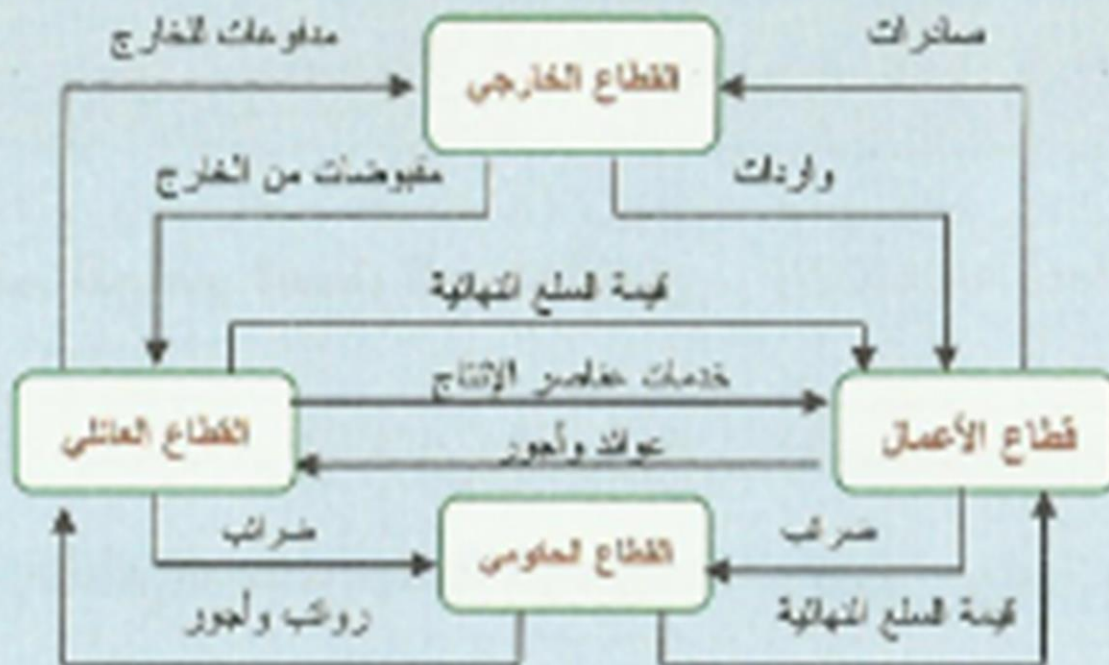 صادرات
مدفوعات للخارج
القطاع الخارجي
واردات
مقبوضات من الخارج
قيمة السلع النهائية
خدمات عناصر الإنتاج
قطاع الأعمال
القطاع العائلي
عوائد وأجور
ضرائب
ضرائب
القطاع الحكومي
قيمة السلع النهائية
رواتب وأجور